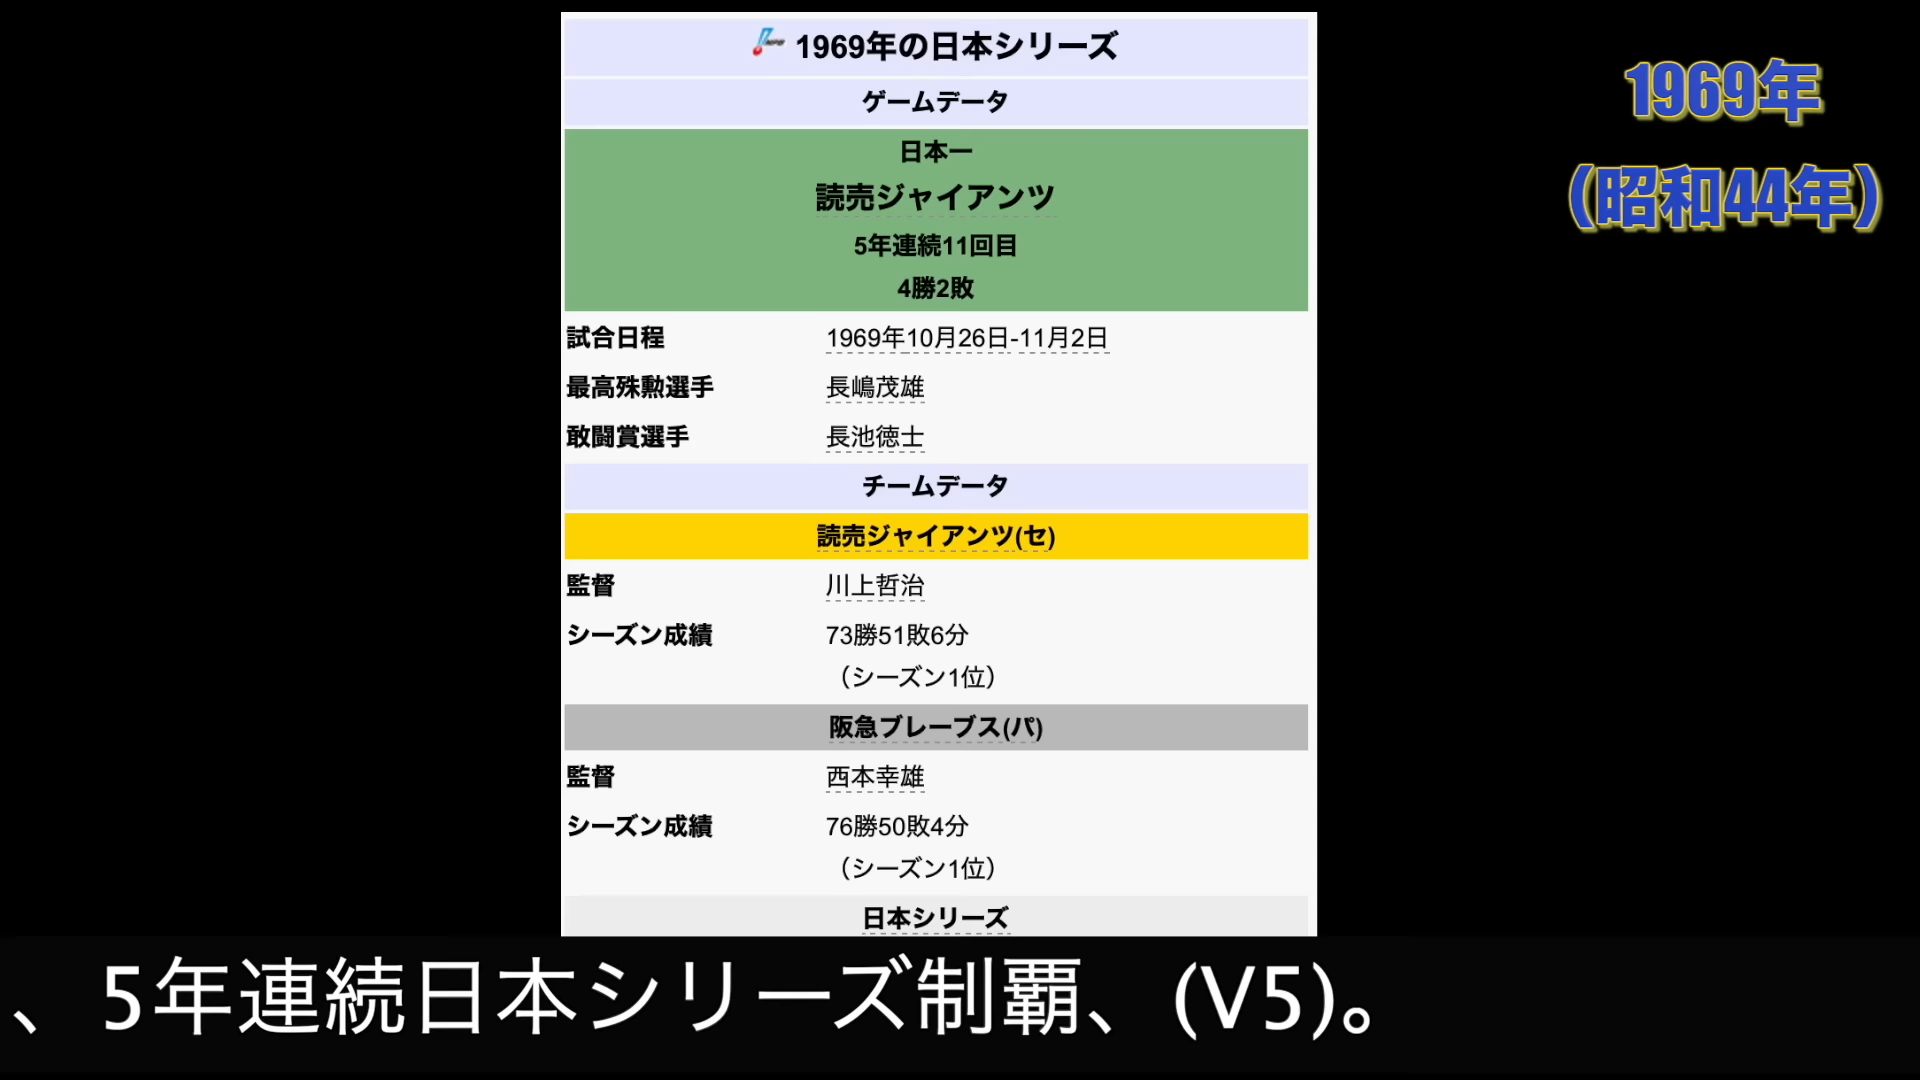 1969年の日本シリーズ
ゲームデータ
日本一
読売ジャイアンツ
5年連続11回目
4勝2敗
試合日程 1969年10月26日-11月2日
最高殊勲選手 長嶋茂雄
敢闘賞選手 長池徳士
チームデータ
読売ジャイアンツ(セ)
監督 川上哲治
シーズン成績 73勝51敗6分
（シーズン1位）
阪急ブレーブス(パ)
監督 西本幸雄
シーズン成績 76勝50敗4分
（シーズン1位）
日本シリーズ
1969年
（昭和44年）
、5年連続日本シリーズ制覇、(V5)。